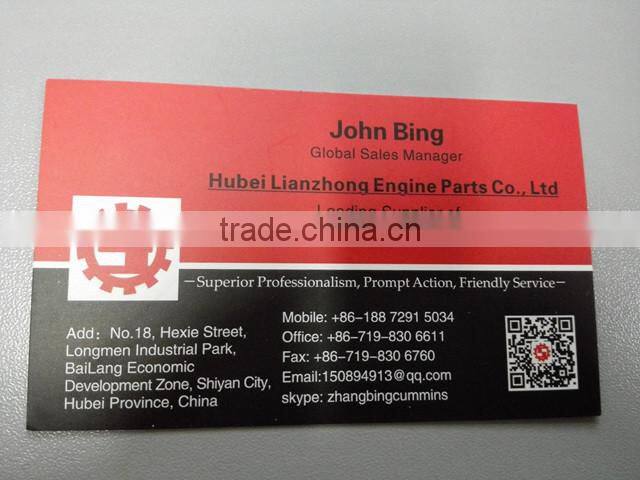 John Bing
Global Sales Manager
Hubei Lianzhong Engine Parts Co., Ltd
Leading Supplier of
trade.china.cn
–Superior Professionalism, Prompt Action, Friendly Service–
Add: No.18, Hexie Street,
Longmen Industrial Park,
BaiLang Economic
Development Zone, Shiyan City,
Hubei Province, China
Mobile: +86-188 7291 5034
Office: +86-719-830 6611
Fax: +86-719-830 6760
Email:150894913@qq.com
skype: zhangbingcummins